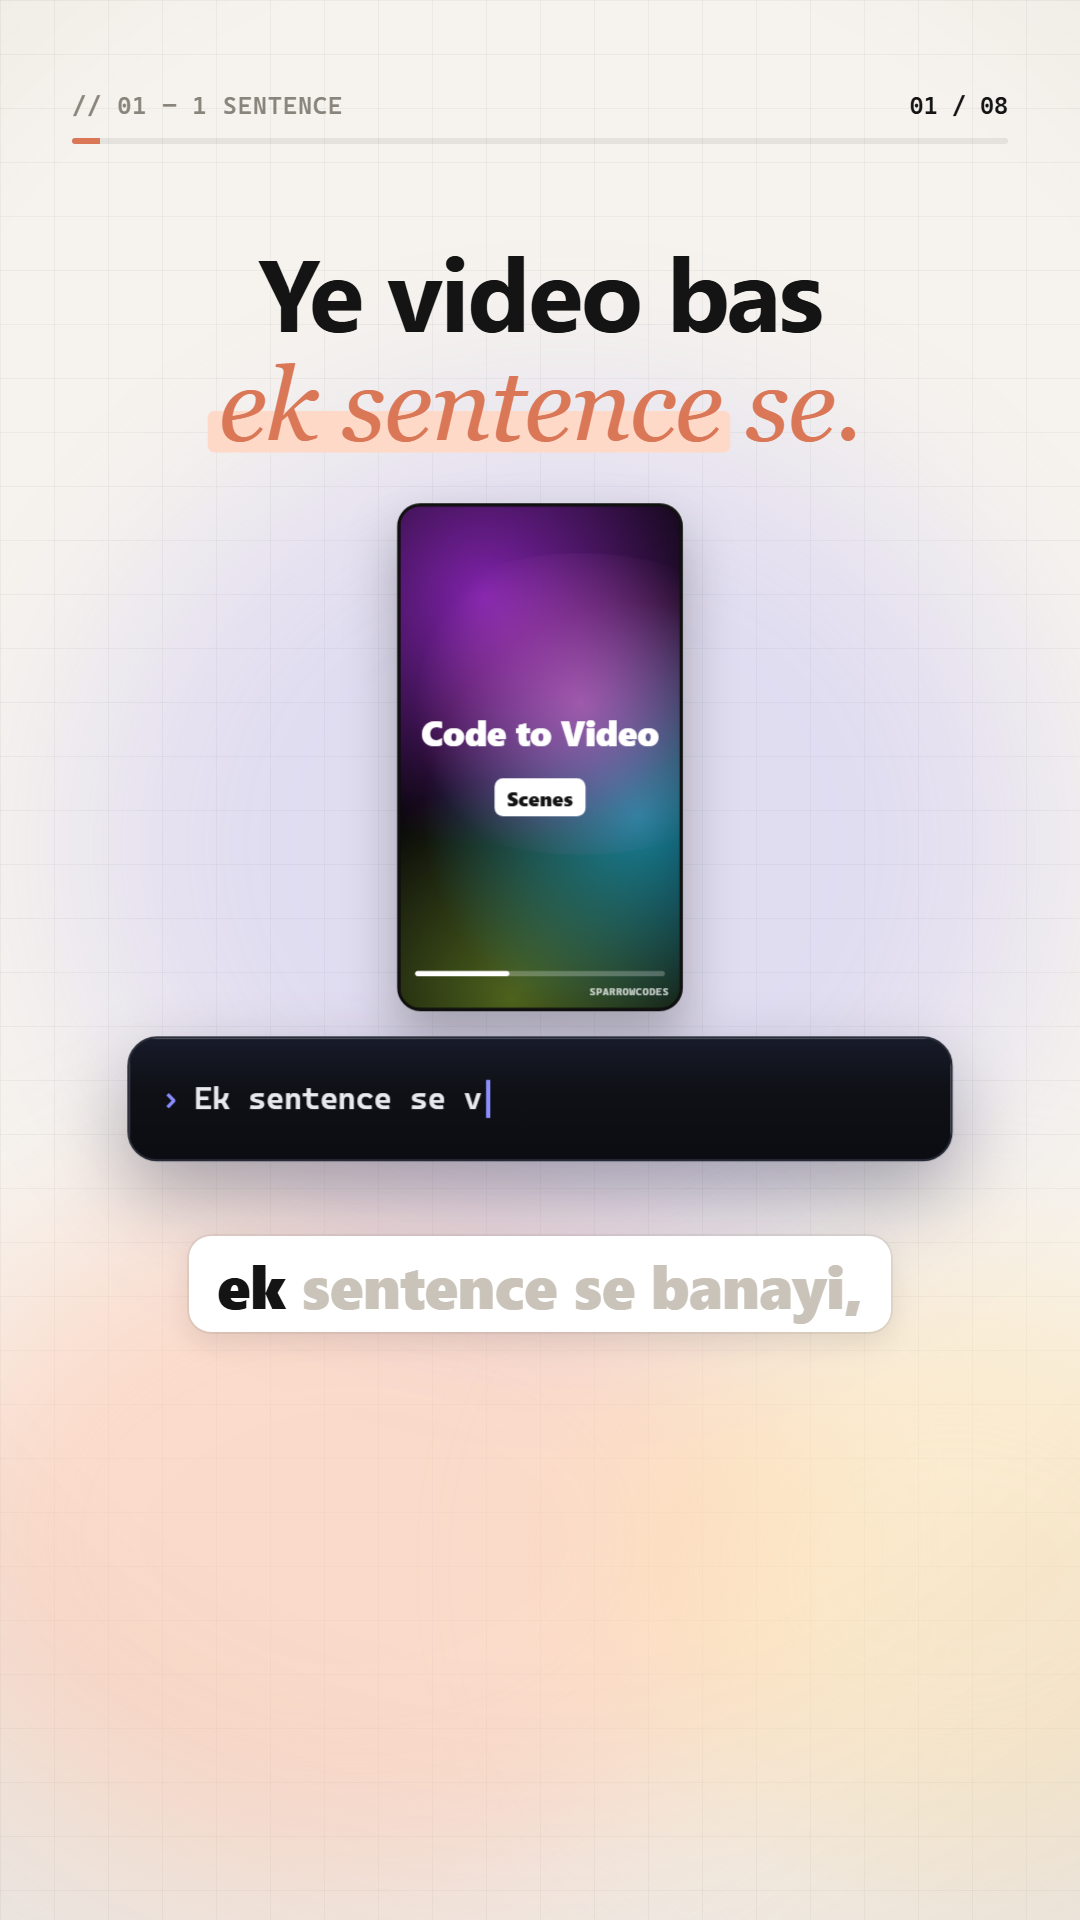 // 01 – 1 SENTENCE
01 / 08
Ye video bas
ek sentence se.
Code to Video
Scenes
SPARROWCODES
› Ek sentence se v
ek sentence se banayi,